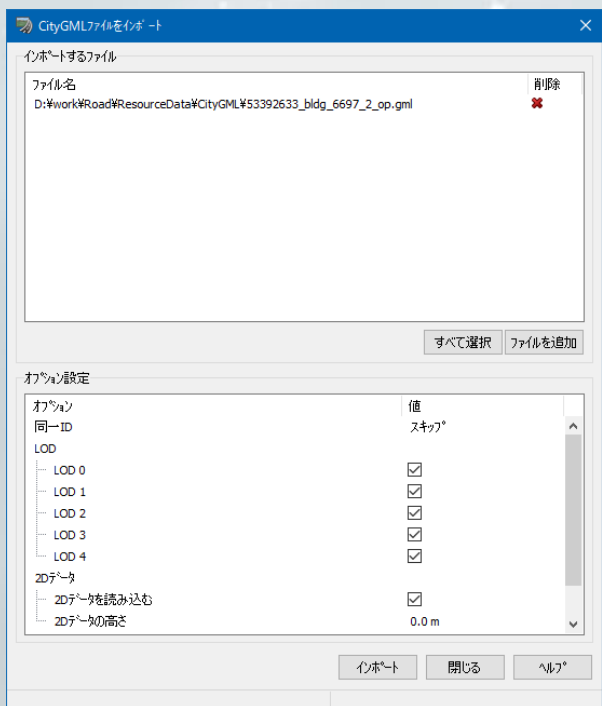 CityGMLファイルをインポート
インポートするファイル
ファイル名 削除
D:¥work¥Road¥ResourceData¥CityGML¥53392633_bldg_6697_2_op.gml
すべて選択 ファイルを追加
オプション設定
オプション 値
同一ID スキップ
LOD
LOD 0
LOD 1
LOD 2
LOD 3
LOD 4
2Dデータ
2Dデータを読み込む
2Dデータの高さ 0.0 m
インポート 閉じる ヘルプ